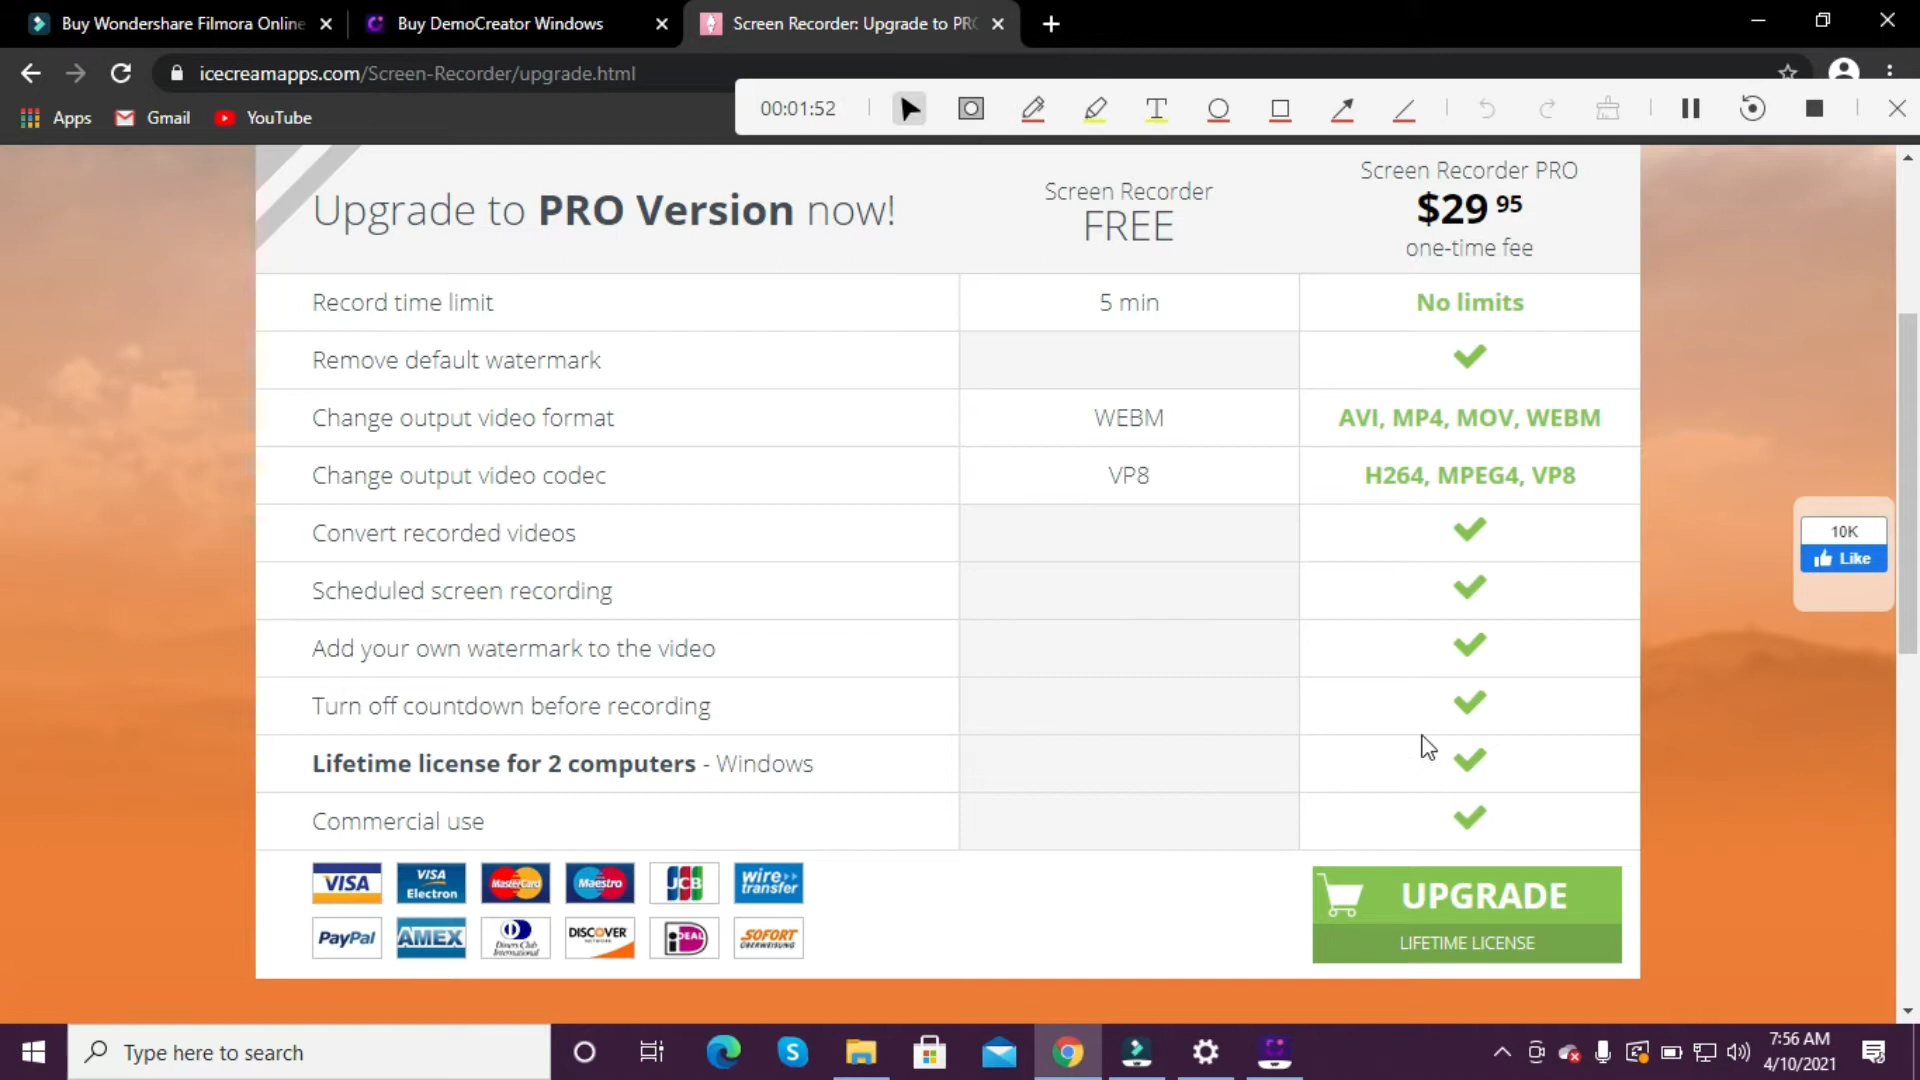 Buy Wondershare Filmora Online
Buy DemoCreator Windows
Screen Recorder: Upgrade to PRO
icecreamapps.com/Screen-Recorder/upgrade.html
Apps
Gmail
YouTube
00:01:52
Upgrade to PRO Version now!
Screen Recorder
FREE
Screen Recorder PRO
$29 95
one-time fee
Record time limit
5 min
No limits
Remove default watermark
Change output video format
WEBM
AVI, MP4, MOV, WEBM
Change output video codec
VP8
H264, MPEG4, VP8
Convert recorded videos
Scheduled screen recording
Add your own watermark to the video
Turn off countdown before recording
Lifetime license for 2 computers - Windows
Commercial use
10K
Like
VISA
VISA
Electron
MasterCard
Maestro
JCB
wire
transfer
PayPal
AMEX
Diners Club
International
DISCOVER
NETWORK
iDEAL
SOFORT
ÜBERWEISUNG
UPGRADE
LIFETIME LICENSE
Type here to search
7:56 AM
4/10/2021